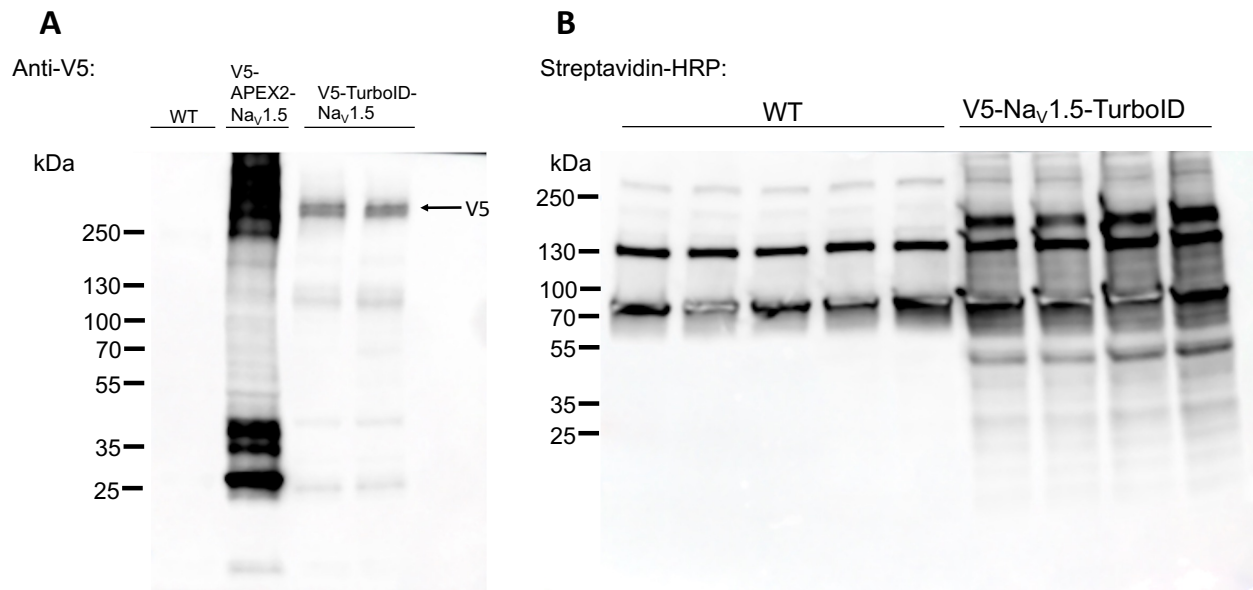 A
Anti-V5:
WT
V5-
APEX2-
NaV1.5
V5-TurboID-
NaV1.5
kDa
250
130
100
70
55
35
25
V5
B
Streptavidin-HRP:
WT
V5-NaV1.5-TurboID
kDa
250
130
100
70
55
35
25